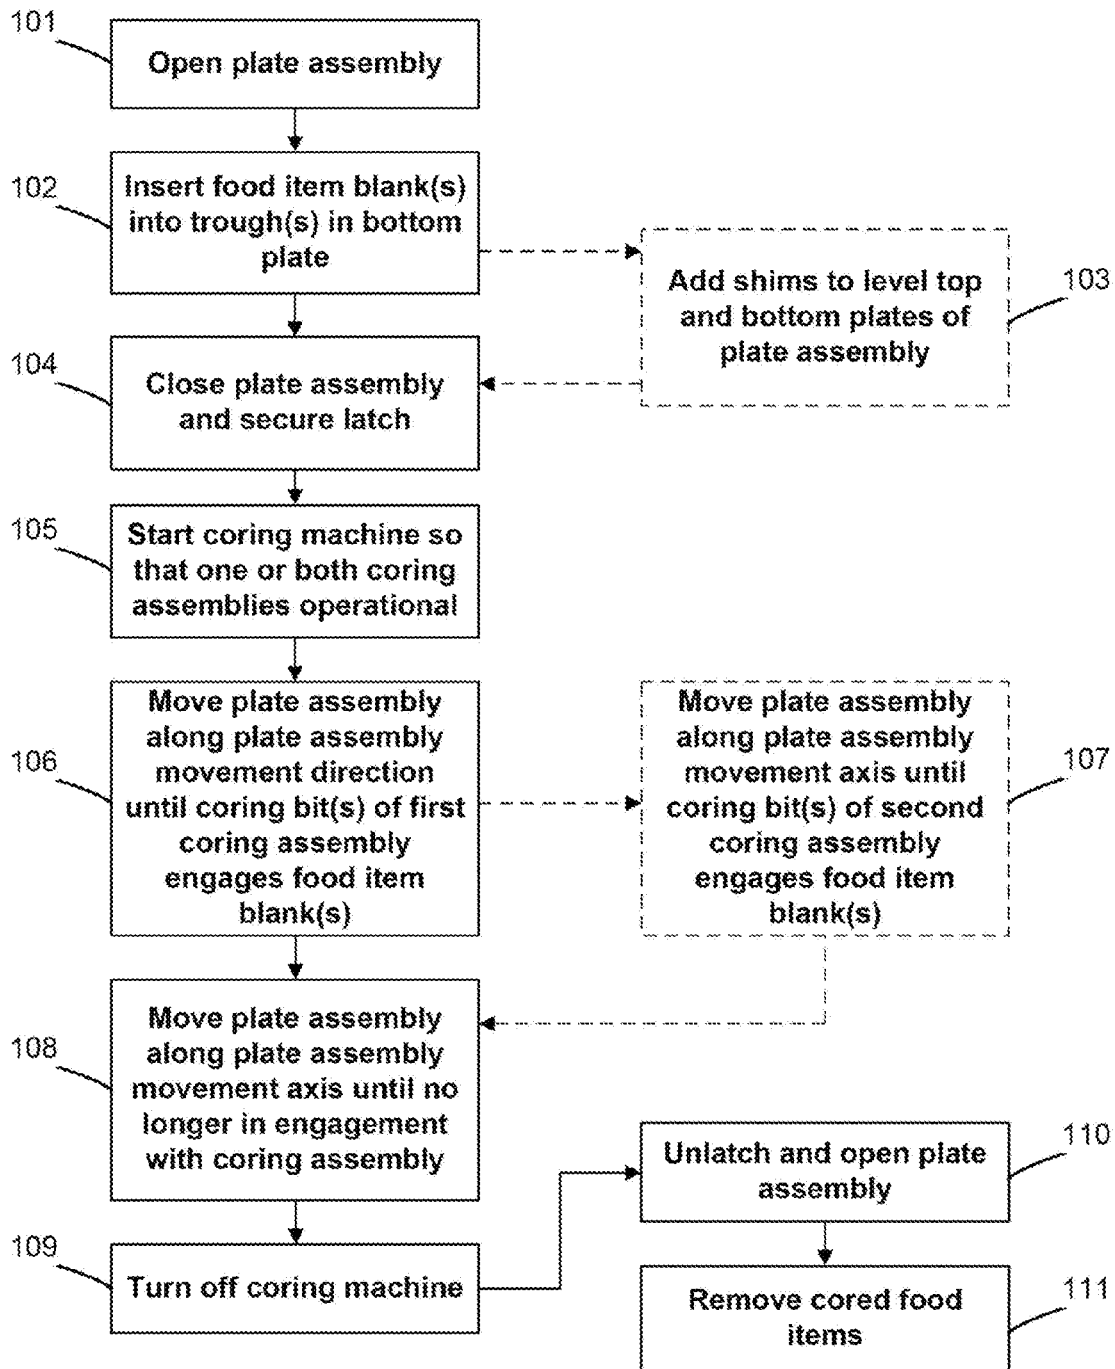 101
Open plate assembly
102
Insert food item blank(s)
into trough(s) in bottom
plate
103
Add shims to level top
and bottom plates of
plate assembly
104
Close plate assembly
and secure latch
105
Start coring machine so
that one or both coring
assemblies operational
106
Move plate assembly
along plate assembly
movement direction
until coring bit(s) of first
coring assembly
engages food item
blank(s)
107
Move plate assembly
along plate assembly
movement axis until
coring bit(s) of second
coring assembly
engages food item
blank(s)
108
Move plate assembly
along plate assembly
movement axis until no
longer in engagement
with coring assembly
109
Turn off coring machine
110
Unlatch and open plate
assembly
111
Remove cored food
items